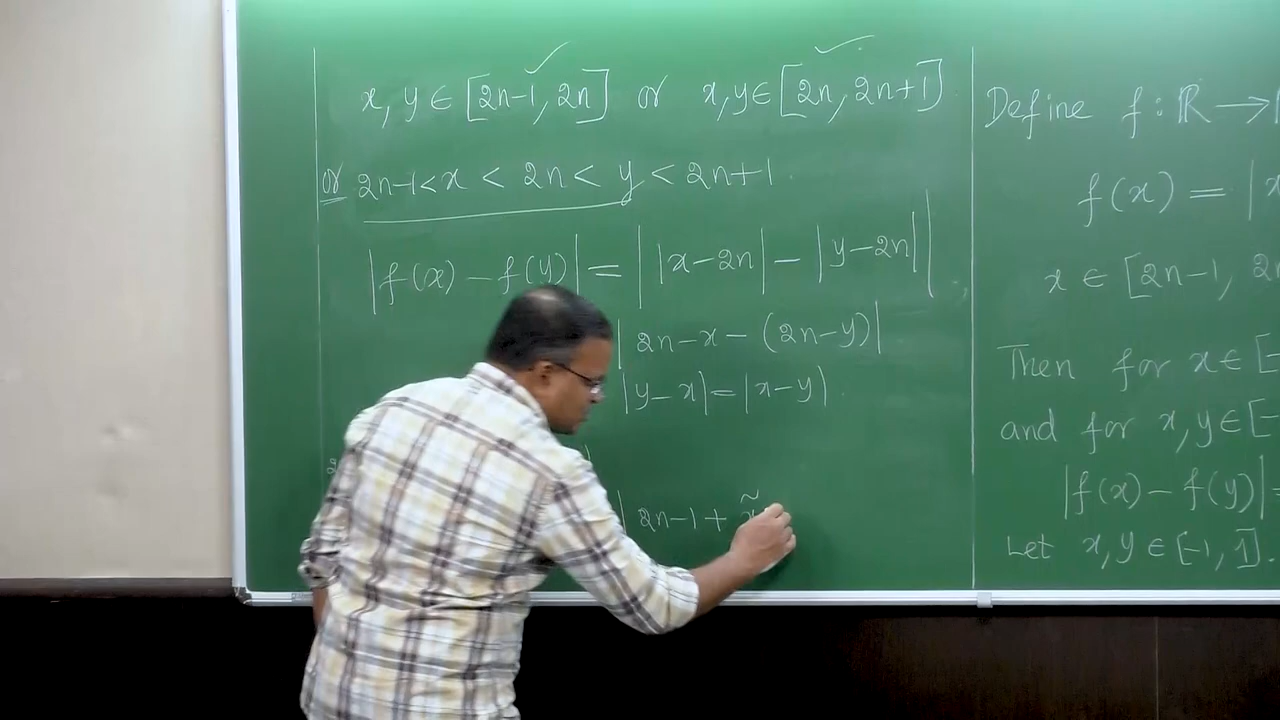 x, y ∈ [2n-1, 2n] or x, y ∈ [2n, 2n+1]
or 2n-1 < x < 2n < y < 2n+1.
|f(x) - f(y)| = | |x-2n| - |y-2n| |
| 2n-x - (2n-y)|
|y-x| = |x-y|.
| 2n-1 + x̃
Define f : ℝ →
f(x) = |x
x ∈ [2n-1, 2n
Then for x ∈ [-
and for x, y ∈ [-
|f(x) - f(y)| =
Let x, y ∈ [-1, 1].